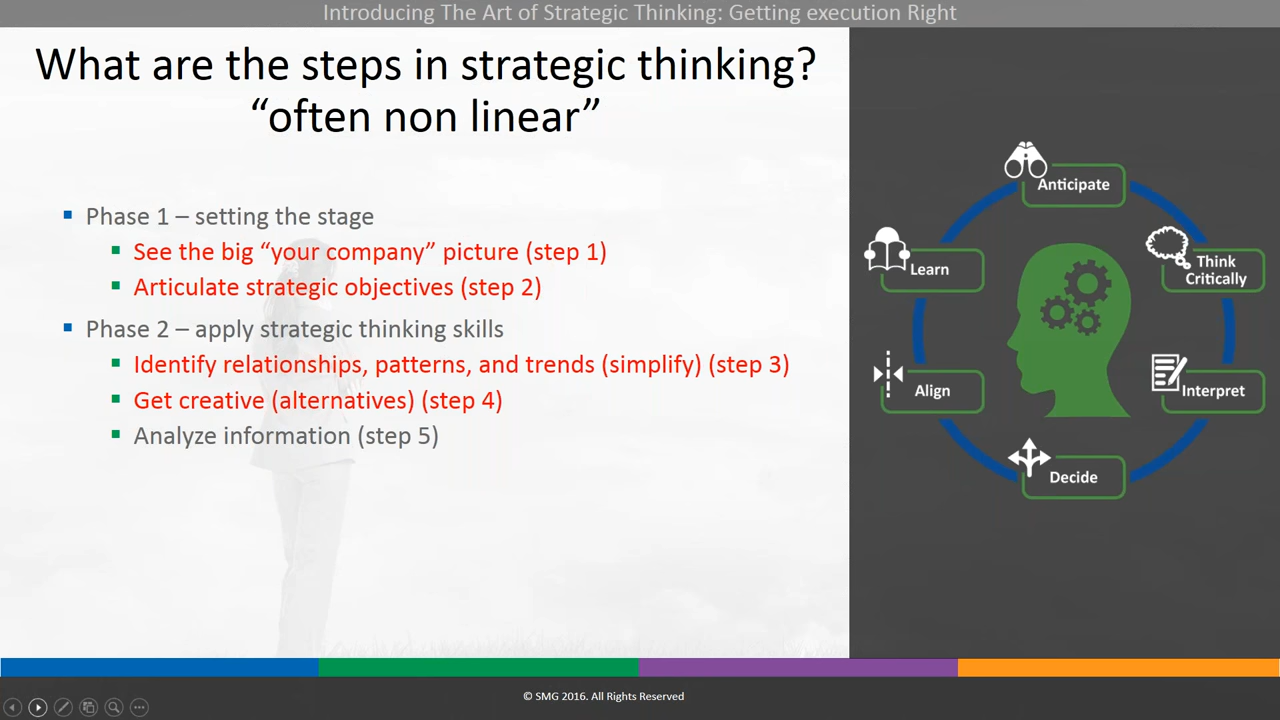 Introducing The Art of Strategic Thinking: Getting execution Right
What are the steps in strategic thinking?
“often non linear”
Phase 1 – setting the stage
See the big “your company” picture (step 1)
Articulate strategic objectives (step 2)
Phase 2 – apply strategic thinking skills
Identify relationships, patterns, and trends (simplify) (step 3)
Get creative (alternatives) (step 4)
Analyze information (step 5)
Anticipate
Think
Critically
Interpret
Decide
Align
Learn
© SMG 2016. All Rights Reserved